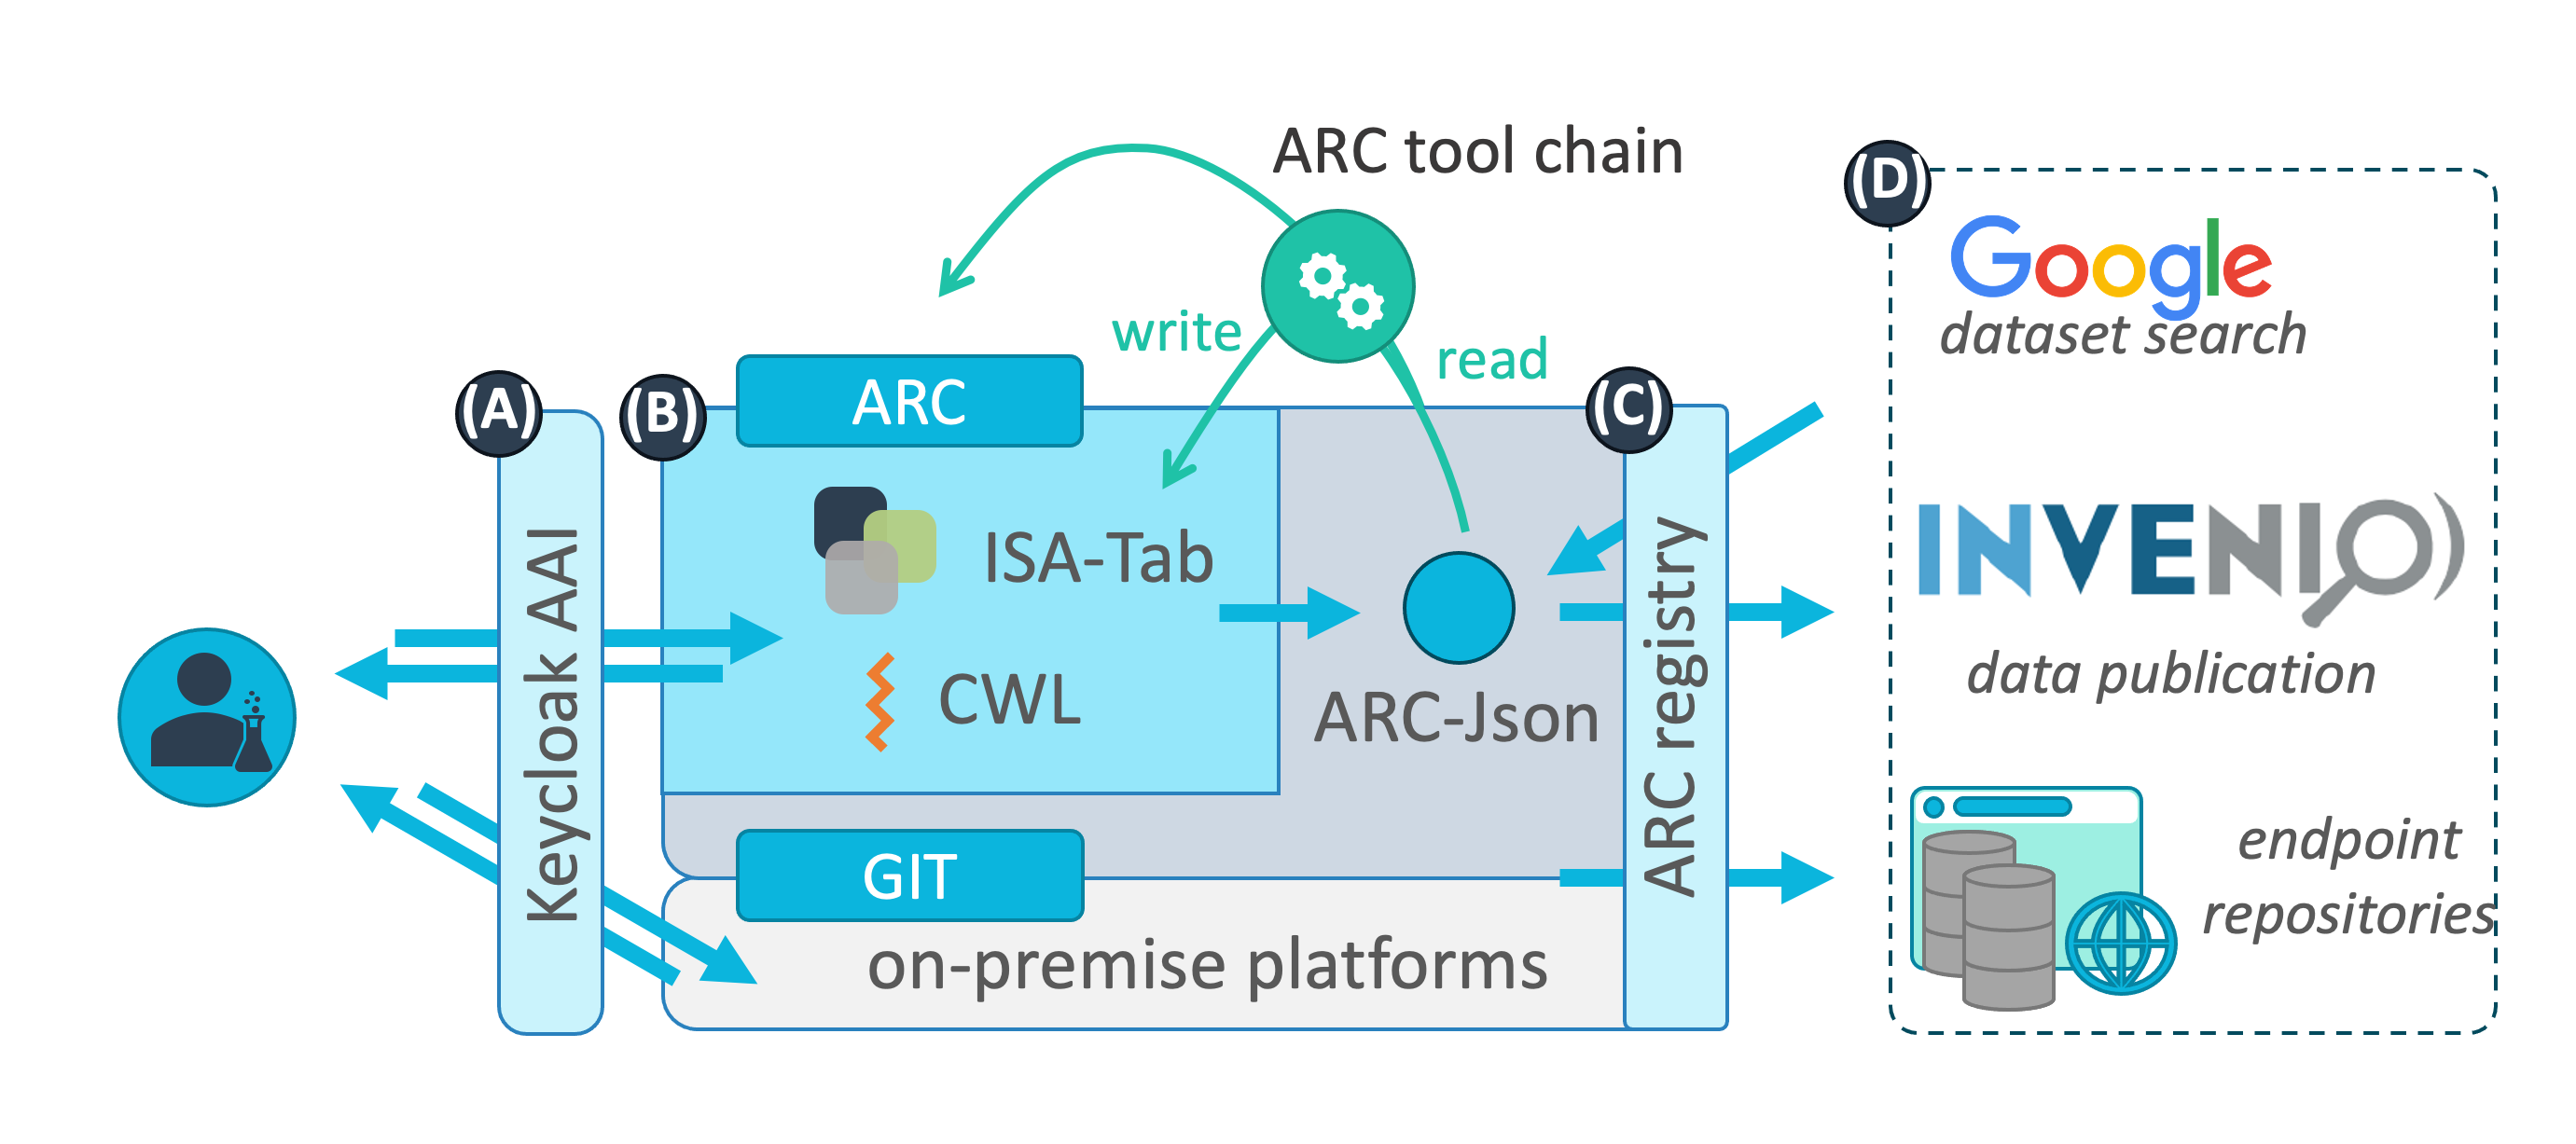 ARC tool chain
write
read
(A)
Keycloak AAI
(B)
ARC
ISA-Tab
CWL
ARC-Json
GIT
on-premise platforms
(C)
ARC registry
(D)
Google
dataset search
INVENIO
data publication
endpoint
repositories